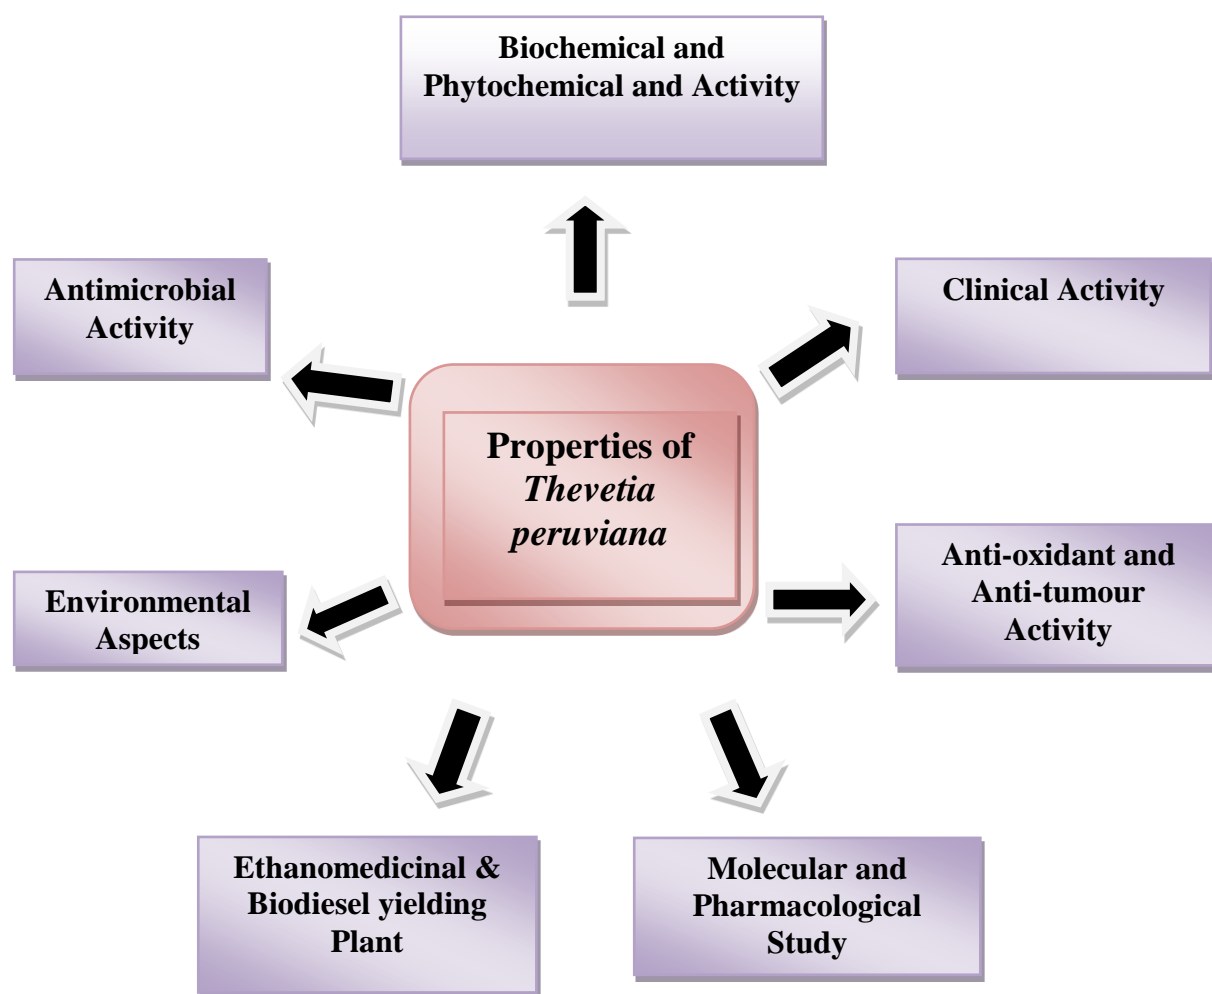 Biochemical and
Phytochemical and Activity
Antimicrobial
Activity
Clinical Activity
Properties of
Thevetia
peruviana
Environmental
Aspects
Anti-oxidant and
Anti-tumour
Activity
Ethanomedicinal &
Biodiesel yielding
Plant
Molecular and
Pharmacological
Study